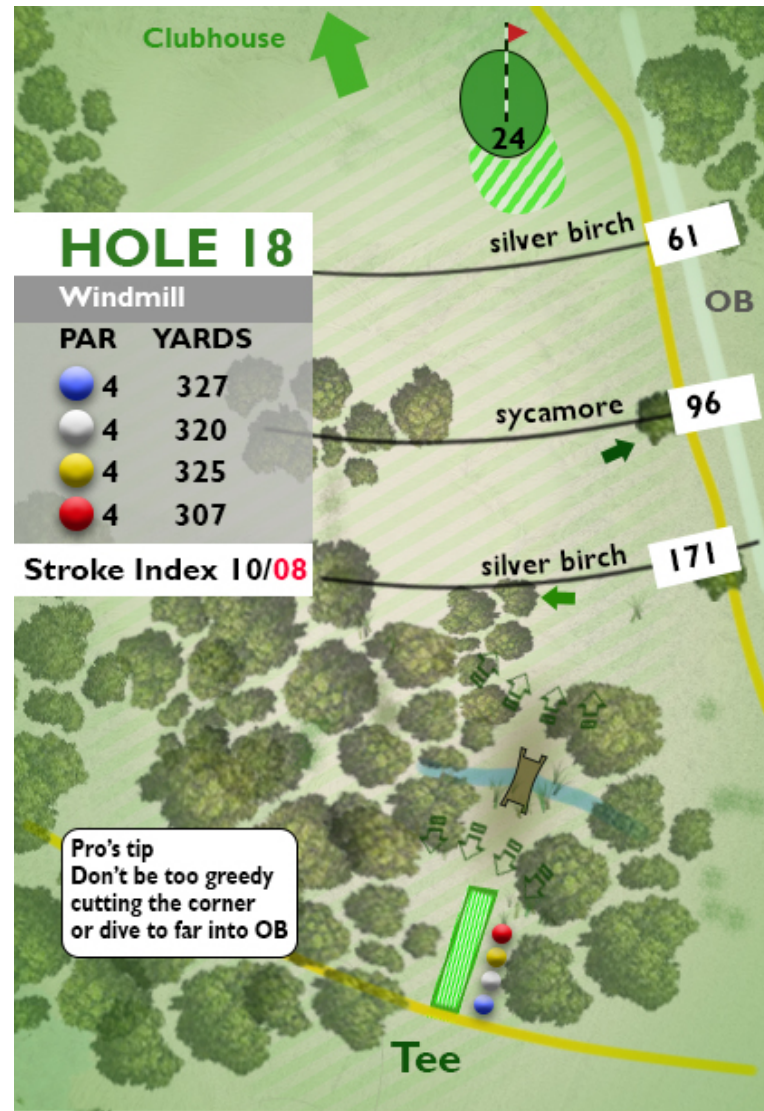 Clubhouse
24
silver birch 61
HOLE 18
Windmill
OB
PAR YARDS
4 327
sycamore 96
4 320
4 325
4 307
silver birch 171
Stroke Index 10/08
Pro's tip
Don't be too greedy
cutting the corner
or dive to far into OB
Tee